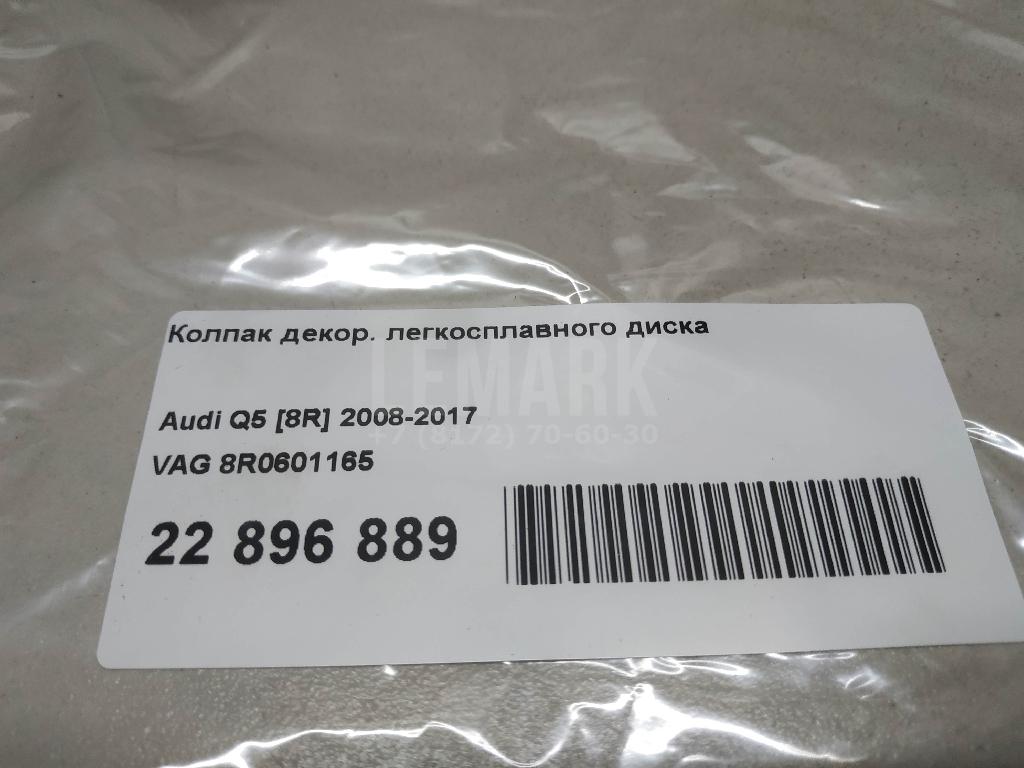 Колпак декор. легкосплавного диска
LEMARK
Audi Q5 [8R] 2008-2017
+7 (8172) 70-60-30
VAG 8R0601165
22 896 889